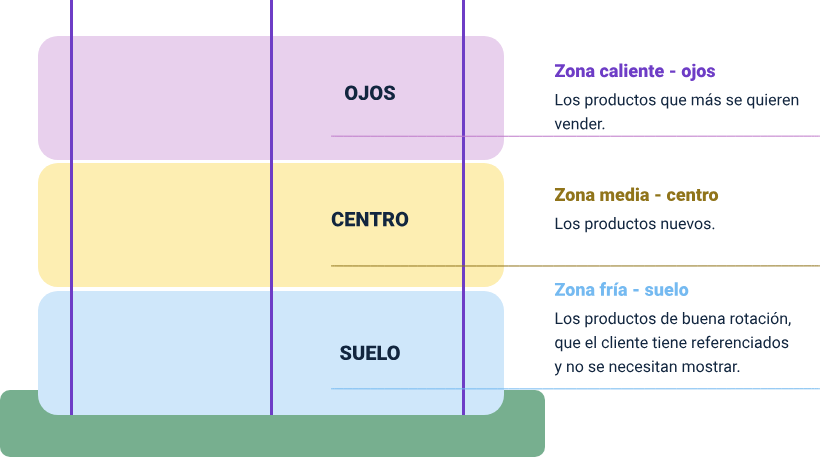 OJOS
Zona caliente - ojos
Los productos que más se quieren
vender.
CENTRO
Zona media - centro
Los productos nuevos.
SUELO
Zona fría - suelo
Los productos de buena rotación,
que el cliente tiene referenciados
y no se necesitan mostrar.